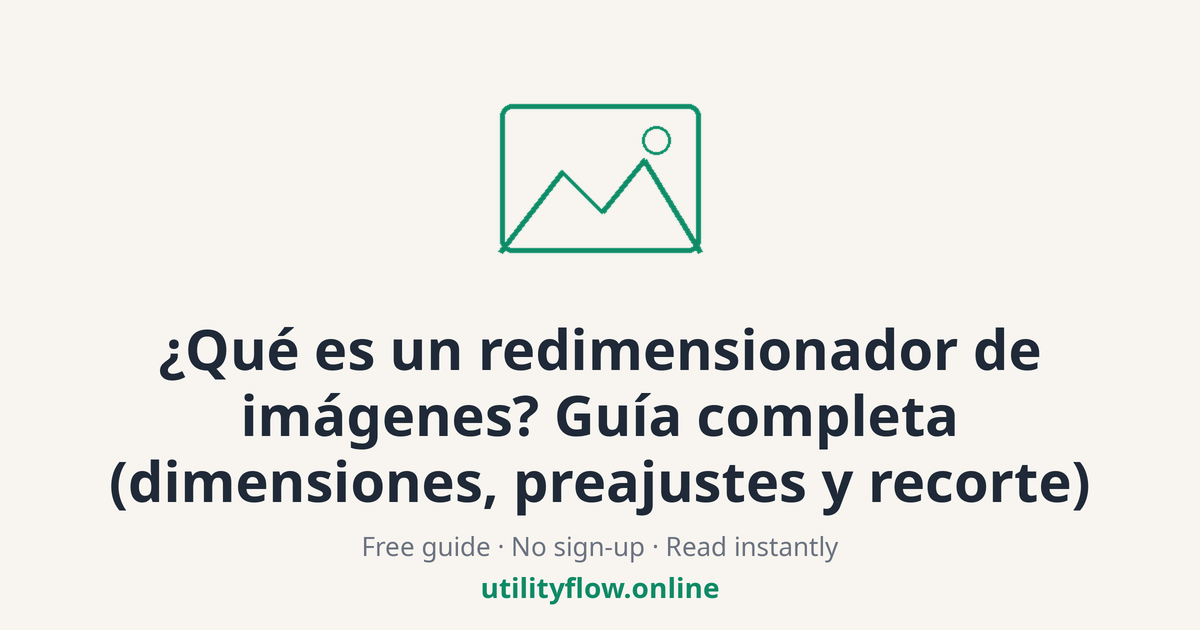 ¿Qué es un redimensionador de
imágenes? Guía completa
(dimensiones, preajustes y recorte)
Free guide · No sign-up · Read instantly
utilityflow.online